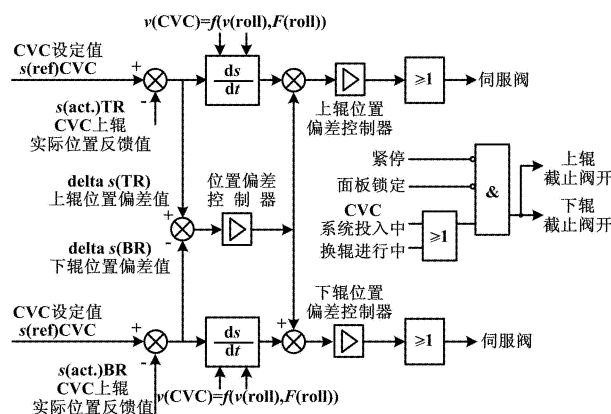 v(CVC)=f(v(roll),F(roll))
CVC设定值
s(ref)CVC
+
-
s(act.)TR
CVC上辊
实际位置反馈值
ds
dt
上辊位置
偏差控制器
≥1
伺服阀
delta s(TR)
上辊位置偏差值
+
-
位置偏差
控制器
delta s(BR)
下辊位置偏差值
紧停
面板锁定
CVC
系统投入中
换辊进行中
≥1
&
上辊
截止阀开
下辊
截止阀开
CVC设定值
s(ref)CVC
+
-
s(act.)BR
CVC上辊
实际位置反馈值
ds
dt
+
下辊位置
偏差控制器
≥1
伺服阀
v(CVC)=f(v(roll),F(roll))